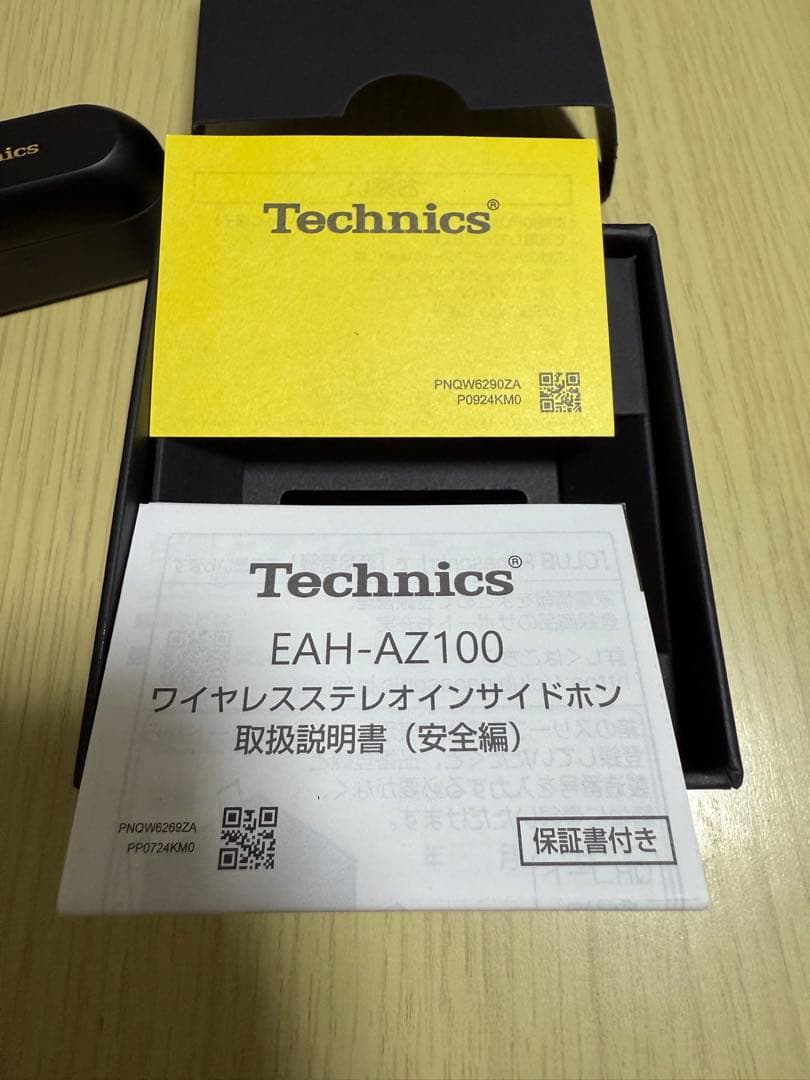 nics
Technics®
PNQW6290ZA
P0924KM0
Technics®
EAH-AZ100
ワイヤレスステレオインサイドホン
取扱説明書（安全編）
PNQW6269ZA
PP0724KM0
保証書付き